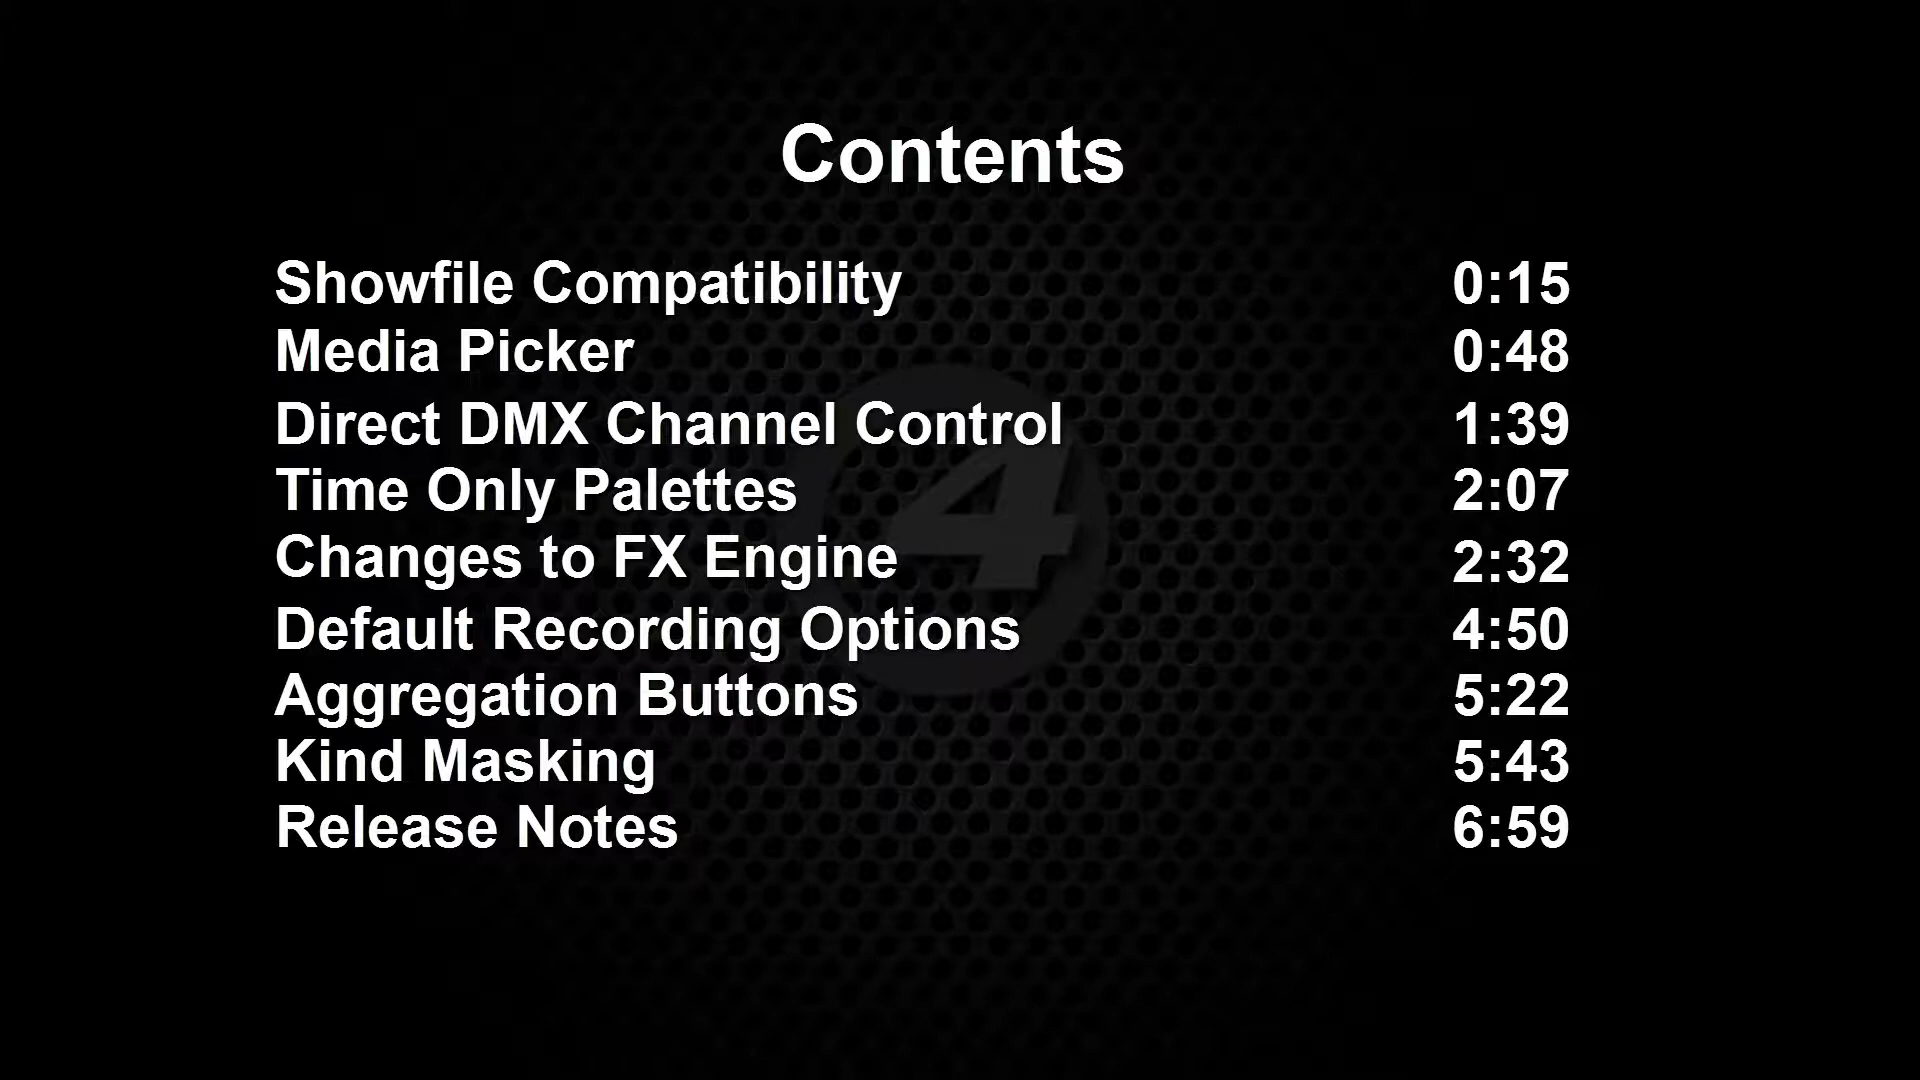 Contents
Showfile Compatibility 0:15
Media Picker 0:48
Direct DMX Channel Control 1:39
Time Only Palettes 2:07
Changes to FX Engine 2:32
Default Recording Options 4:50
Aggregation Buttons 5:22
Kind Masking 5:43
Release Notes 6:59
4